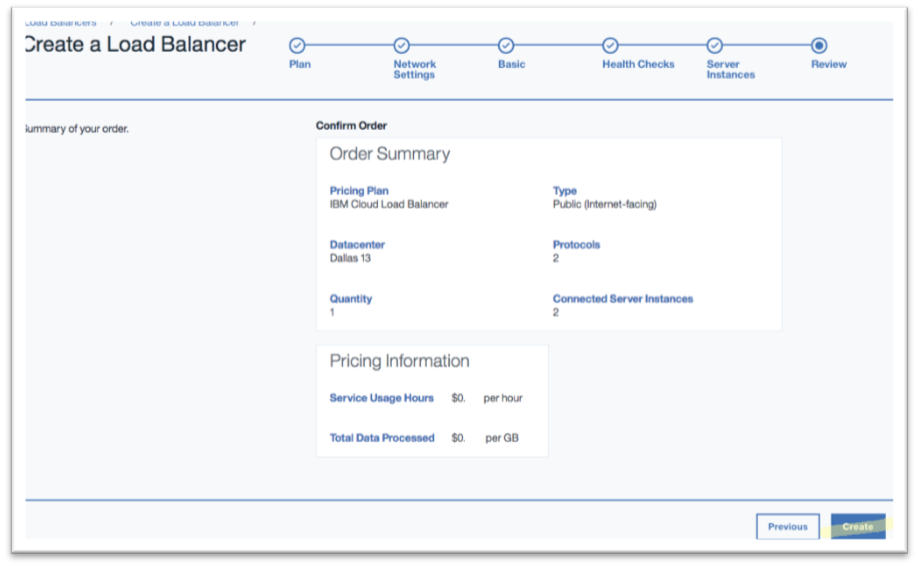 Load Balancers / Create a Load Balancer /
Create a Load Balancer
Plan
Network
Settings
Basic
Health Checks
Server
Instances
Review
Summary of your order.
Confirm Order
Order Summary
Pricing Plan
IBM Cloud Load Balancer
Type
Public (Internet-facing)
Datacenter
Dallas 13
Protocols
2
Quantity
1
Connected Server Instances
2
Pricing Information
Service Usage Hours $0. per hour
Total Data Processed $0. per GB
Previous
Create